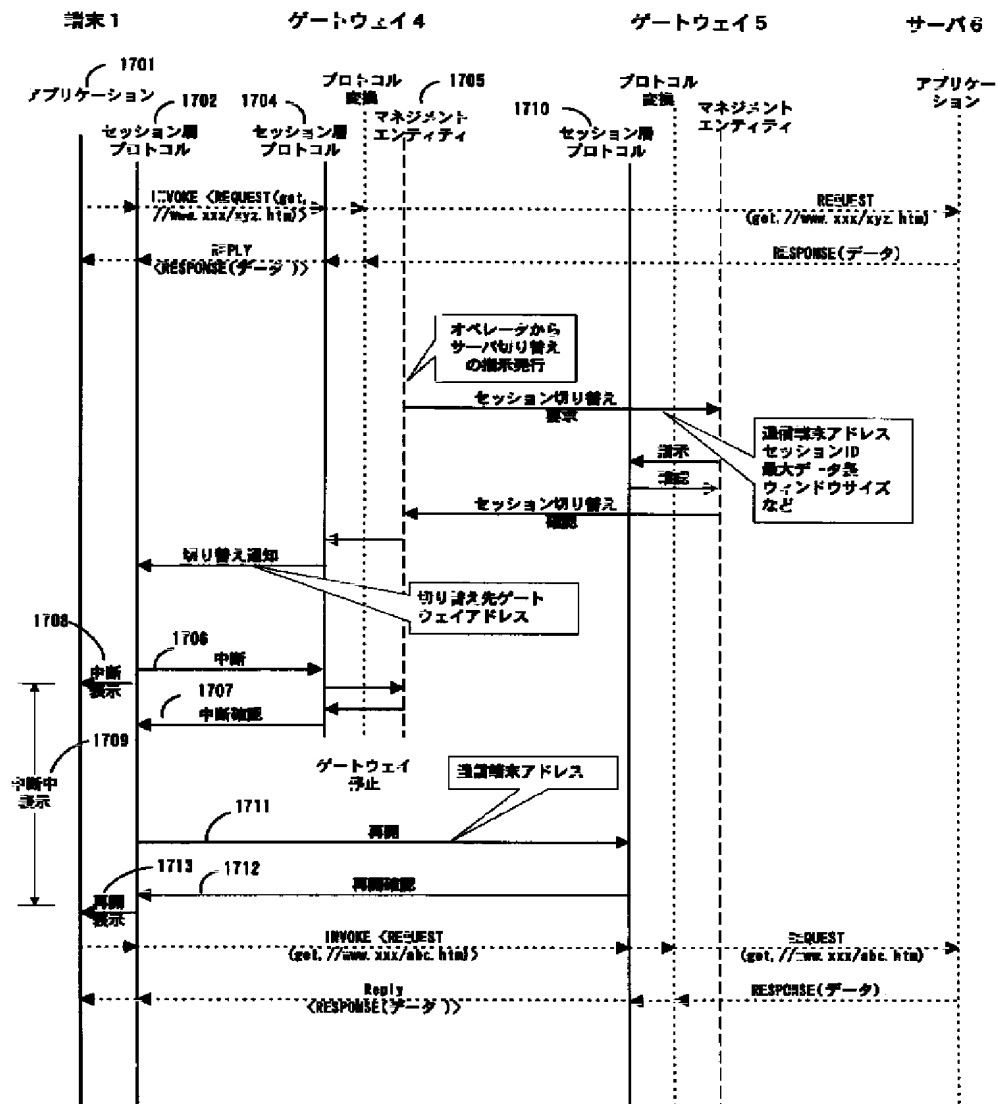 端末1
ゲートウェイ4
ゲートウェイ5
サーバ6
1701
アプリケーション
1702
セッション層
プロトコル
1704
セッション層
プロトコル
プロトコル
変換
1705
マネジメント
エンティティ
1710
セッション層
プロトコル
プロトコル
変換
マネジメント
エンティティ
アプリケー
ション
INVOKE <REQUEST(get,
//www.xxx/xyz.htm)>
REQUEST
(get,//www.xxx/xyz.htm)
REPLY
<RESPONSE(データ)>
RESPONSE(データ)
オペレータから
サーバ切り替え
の指示発行
セッション切り替え
要求
通信端末アドレス
セッションID
最大データ長
ウィンドウサイズ
など
指示
確認
セッション切り替え
確認
切り替え通知
切り替え先ゲート
ウェイアドレス
1708
1706
中断
中断
表示
1707
中断確認
1709
中断中
表示
ゲートウェイ
停止
通信端末アドレス
1711
再開
1713
1712
再開確認
再開
表示
INVOKE <REQUEST
(get,//www.xxx/abc.htm)>
REQUEST
(get,//www.xxx/abc.htm)
Reply
<RESPONSE(データ)>
RESPONSE(データ)